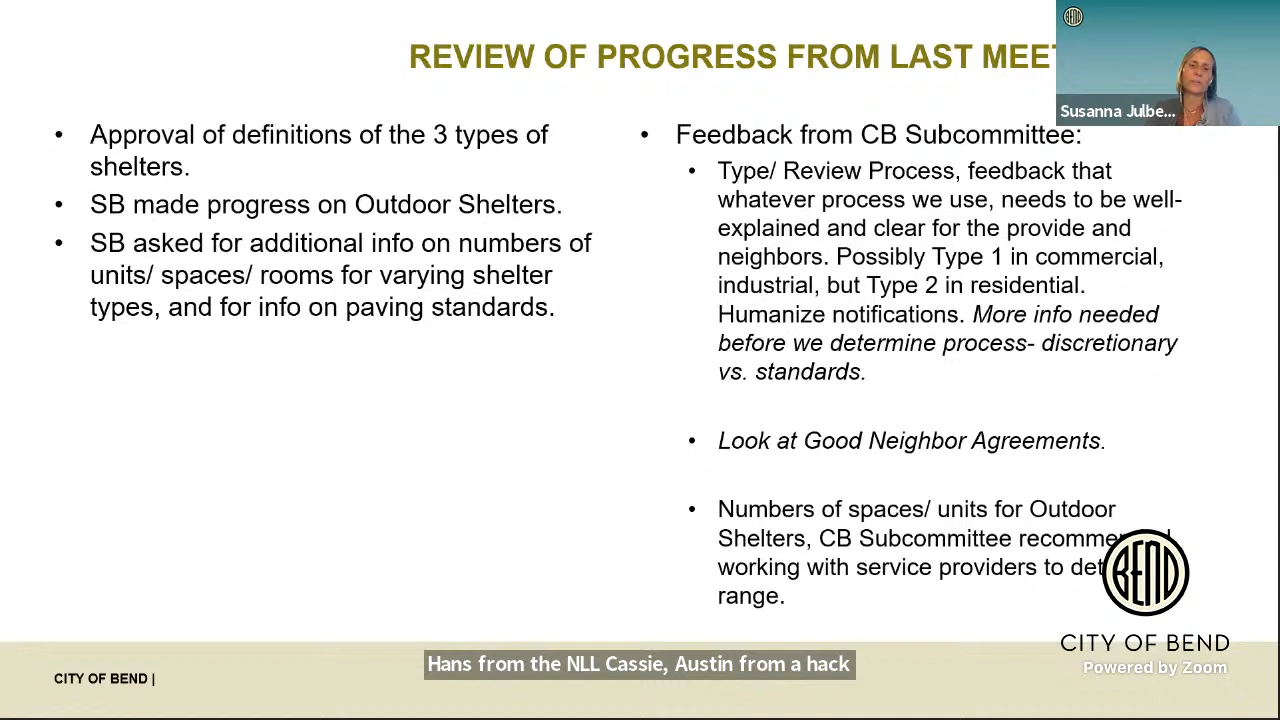 REVIEW OF PROGRESS FROM LAST MEET
BEND
Susanna Julbe...
• Approval of definitions of the 3 types of
shelters.
• SB made progress on Outdoor Shelters.
• SB asked for additional info on numbers of
units/ spaces/ rooms for varying shelter
types, and for info on paving standards.
• Feedback from CB Subcommittee:
• Type/ Review Process, feedback that
whatever process we use, needs to be well-
explained and clear for the provide and
neighbors. Possibly Type 1 in commercial,
industrial, but Type 2 in residential.
Humanize notifications. More info needed
before we determine process- discretionary
vs. standards.
• Look at Good Neighbor Agreements.
• Numbers of spaces/ units for Outdoor
Shelters, CB Subcommittee
working with service providers to
range.
BEND
CITY OF BEND
Powered by Zoom
Hans from the NLL Cassie, Austin from a hack
CITY OF BEND |